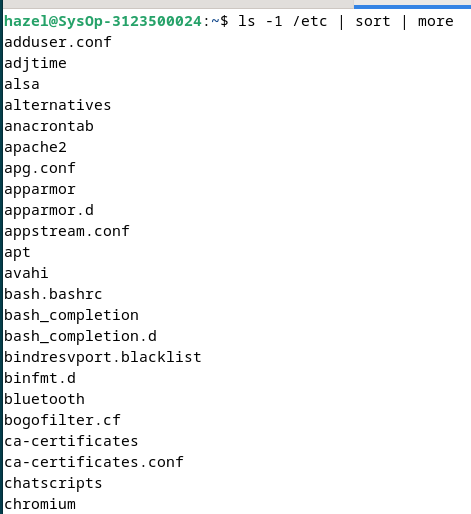 hazel@SysOp-3123500024:~$ ls -1 /etc | sort | more
adduser.conf
adjtime
alsa
alternatives
anacrontab
apache2
apg.conf
apparmor
apparmor.d
appstream.conf
apt
avahi
bash.bashrc
bash_completion
bash_completion.d
bindresvport.blacklist
binfmt.d
bluetooth
bogofilter.cf
ca-certificates
ca-certificates.conf
chatscripts
chromium